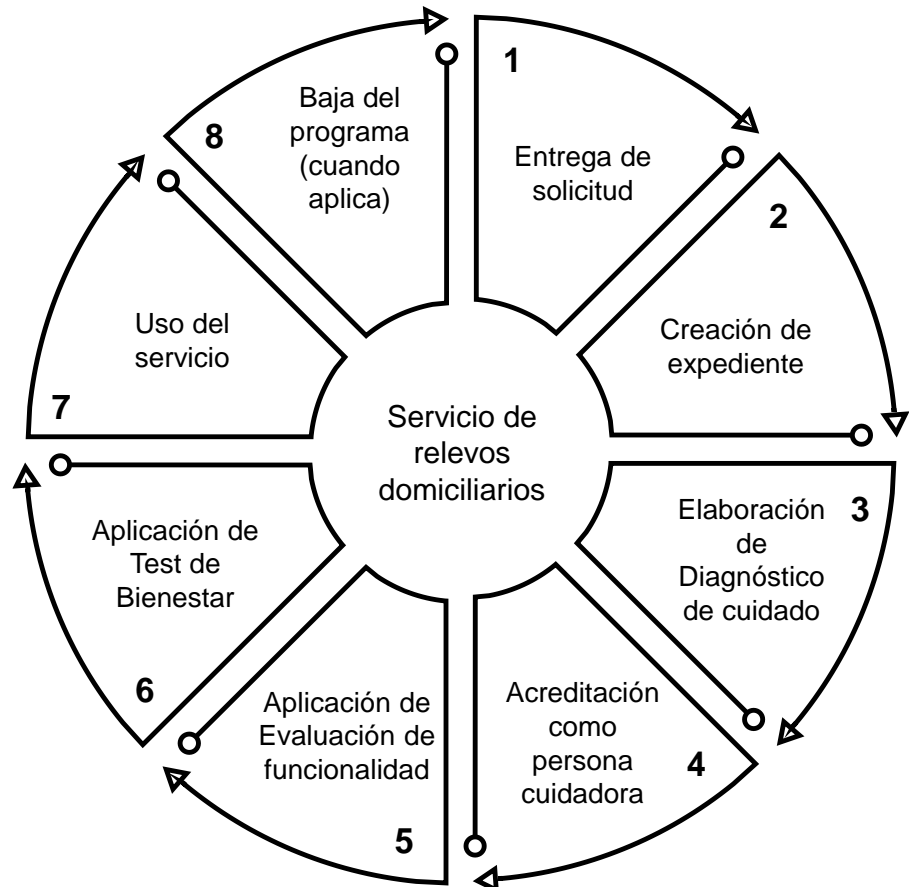 1
Entrega de
solicitud
2
Creación de
expediente
3
Elaboración
de
Diagnóstico
de cuidado
4
Acreditación
como
persona
cuidadora
5
Aplicación de
Evaluación de
funcionalidad
6
Aplicación de
Test de
Bienestar
7
Uso del
servicio
8
Baja del
programa
(cuando
aplica)
Servicio de
relevos
domiciliarios